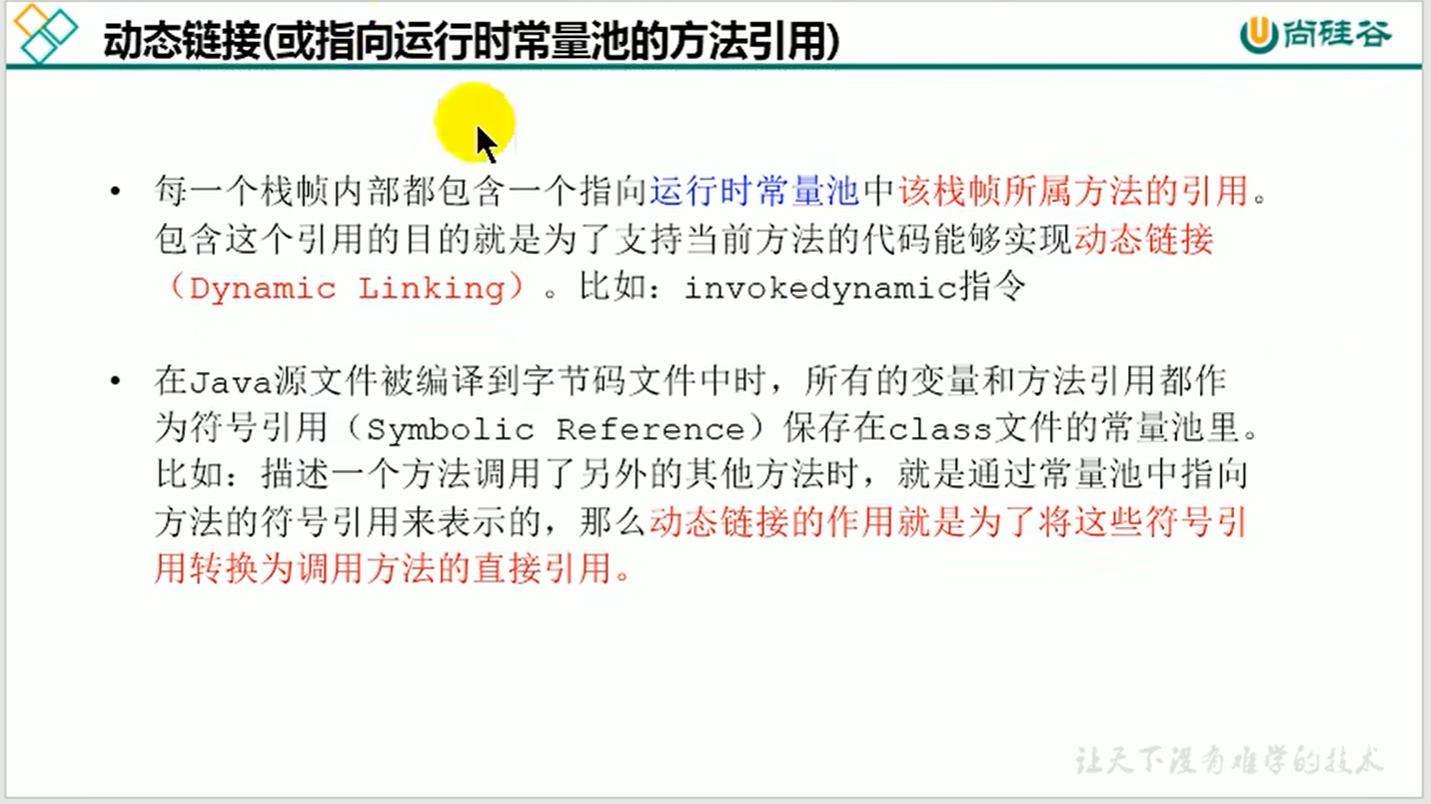 动态链接(或指向运行时常量池的方法引用)
尚硅谷
• 每一个栈帧内部都包含一个指向运行时常量池中该栈帧所属方法的引用。
包含这个引用的目的就是为了支持当前方法的代码能够实现动态链接
（Dynamic Linking）。比如：invokedynamic指令
• 在Java源文件被编译到字节码文件中时，所有的变量和方法引用都作
为符号引用（Symbolic Reference）保存在class文件的常量池里。
比如：描述一个方法调用了另外的其他方法时，就是通过常量池中指向
方法的符号引用来表示的，那么动态链接的作用就是为了将这些符号引
用转换为调用方法的直接引用。
让天下没有难学的技术